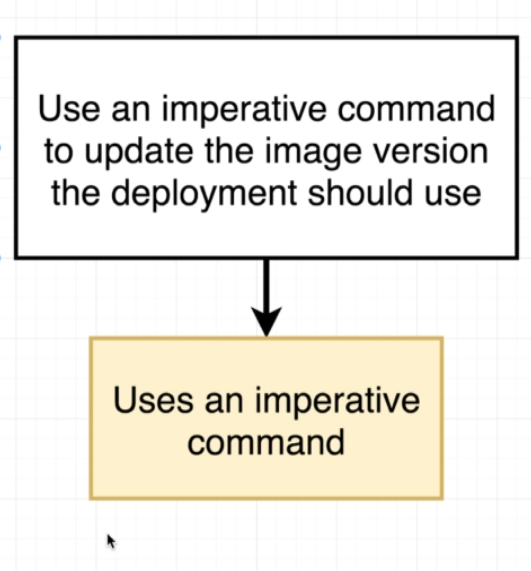 Use an imperative command
to update the image version
the deployment should use
Uses an imperative
command